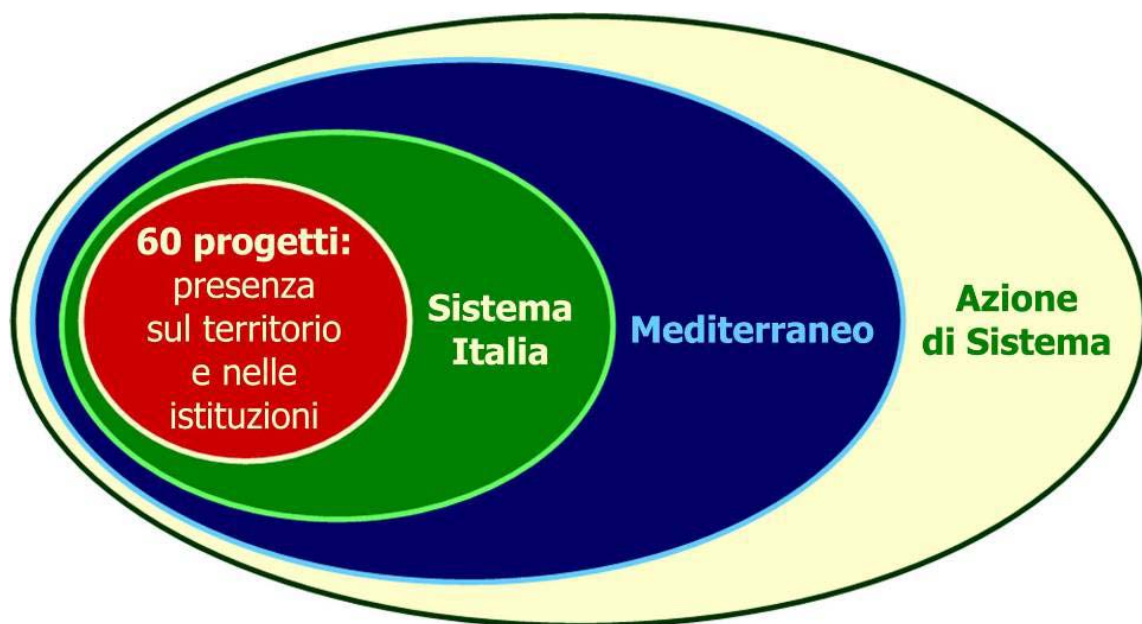 60 progetti:
presenza
sul territorio
e nelle
istituzioni
Sistema
Italia
Mediterraneo
Azione
di Sistema